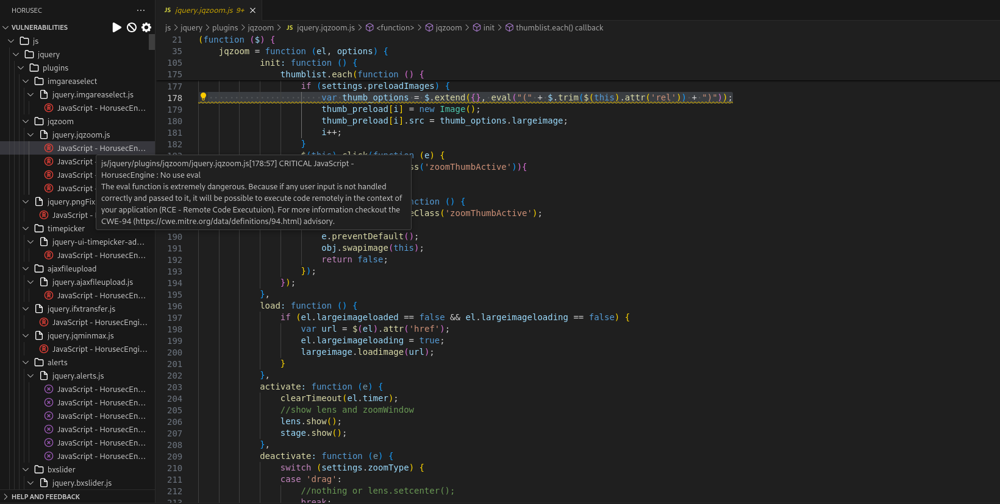 HORUSEC
VULNERABILITIES
js
jquery
plugins
imgareaselect
jquery.imgareaselect.js
JavaScript - HorusecEn...
jqzoom
jquery.jqzoom.js
JavaScript - HorusecEn...
JavaScript
JavaScript
JavaScript
jquery.pngFix
JavaScript -
timepicker
jquery-ui-timepicker-ad...
JavaScript - HorusecEn...
ajaxfileupload
jquery.ajaxfileupload.js
JavaScript - HorusecEn...
jquery.ifxtransfer.js
JavaScript - HorusecEngi...
jquery.jqminmax.js
JavaScript - HorusecEngi...
alerts
jquery.alerts.js
JavaScript - HorusecEn...
JavaScript - HorusecEn...
JavaScript - HorusecEn...
JavaScript - HorusecEn...
JavaScript - HorusecEn...
JavaScript - HorusecEn...
bxslider
jquery.bxslider.js
HELP AND FEEDBACK
JS jquery.jqzoom.js 9+
js > jquery > plugins > jqzoom > JS jquery.jqzoom.js > <function> > jqzoom > init > thumblist.each() callback
21 (function ($) {
35 jqzoom = function (el, options) {
105 init: function () {
175 thumblist.each(function () {
177 if (settings.preloadImages) {
178 var thumb_options = $.extend({}, eval("(" + $.trim($(this).attr('rel')) + ")"));
179 thumb_preload[i] = new Image();
180 thumb_preload[i].src = thumb_options.largeimage;
181 i++;
182 }
$(this).click(function (e) {
ss('zoomThumbActive')){
nction () {
eClass('zoomThumbActive');
js/jquery/plugins/jqzoom/jquery.jqzoom.js[178:57] CRITICAL JavaScript -
HorusecEngine : No use eval
The eval function is extremely dangerous. Because if any user input is not handled
correctly and passed to it, it will be possible to execute code remotely in the context of
your application (RCE - Remote Code Executuion). For more information checkout the
CWE-94 (https://cwe.mitre.org/data/definitions/94.html) advisory.
190 e.preventDefault();
191 obj.swapimage(this);
192 return false;
193 });
194 });
195 },
196 load: function () {
197 if (el.largeimageloaded == false && el.largeimageloading == false) {
198 var url = $(el).attr('href');
199 el.largeimageloading = true;
200 largeimage.loadimage(url);
201 }
202 },
203 activate: function (e) {
204 clearTimeout(el.timer);
205 //show lens and zoomWindow
206 lens.show();
207 stage.show();
208 },
209 deactivate: function (e) {
210 switch (settings.zoomType) {
211 case 'drag':
212 //nothing or lens.setcenter();
213 break;